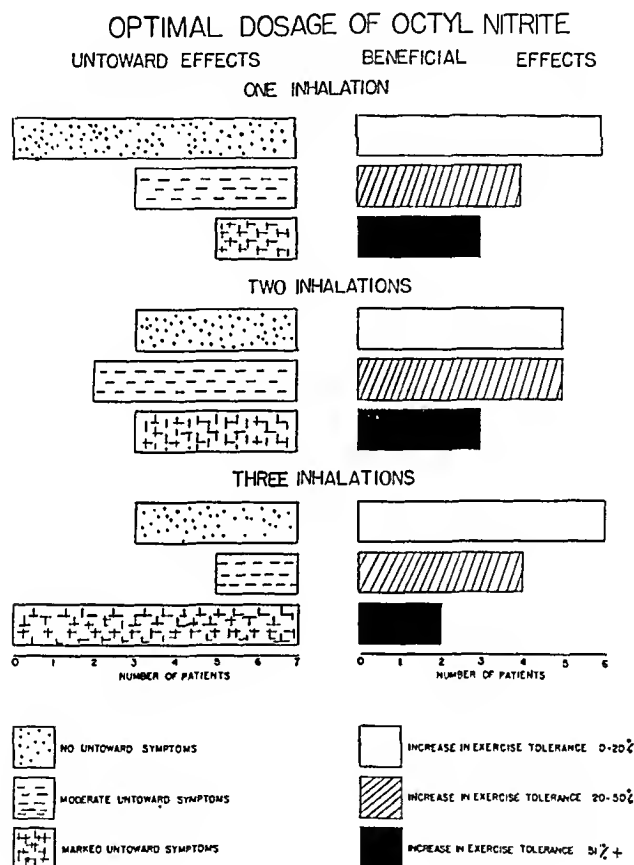 OPTIMAL DOSAGE OF OCTYL NITRITE
UNTOWARD EFFECTS BENEFICIAL EFFECTS
ONE INHALATION
TWO INHALATIONS
THREE INHALATIONS
0 1 2 3 4 5 6 7 0 1 2 3 4 5 6
NUMBER OF PATIENTS NUMBER OF PATIENTS
NO UNTOWARD SYMPTOMS INCREASE IN EXERCISE TOLERANCE 0-20%
MODERATE UNTOWARD SYMPTOMS INCREASE IN EXERCISE TOLERANCE 20-50%
MARKED UNTOWARD SYMPTOMS INCREASE IN EXERCISE TOLERANCE 51%+